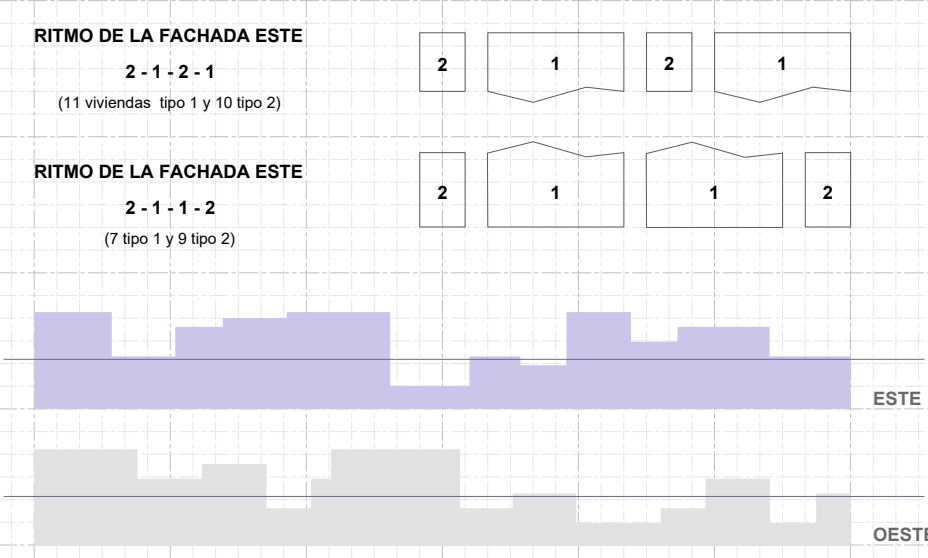 RITMO DE LA FACHADA ESTE
2 - 1 - 2 - 1
(11 viviendas tipo 1 y 10 tipo 2)
2
1
2
1
RITMO DE LA FACHADA ESTE
2 - 1 - 1 - 2
(7 tipo 1 y 9 tipo 2)
2
1
1
2
ESTE
OESTE